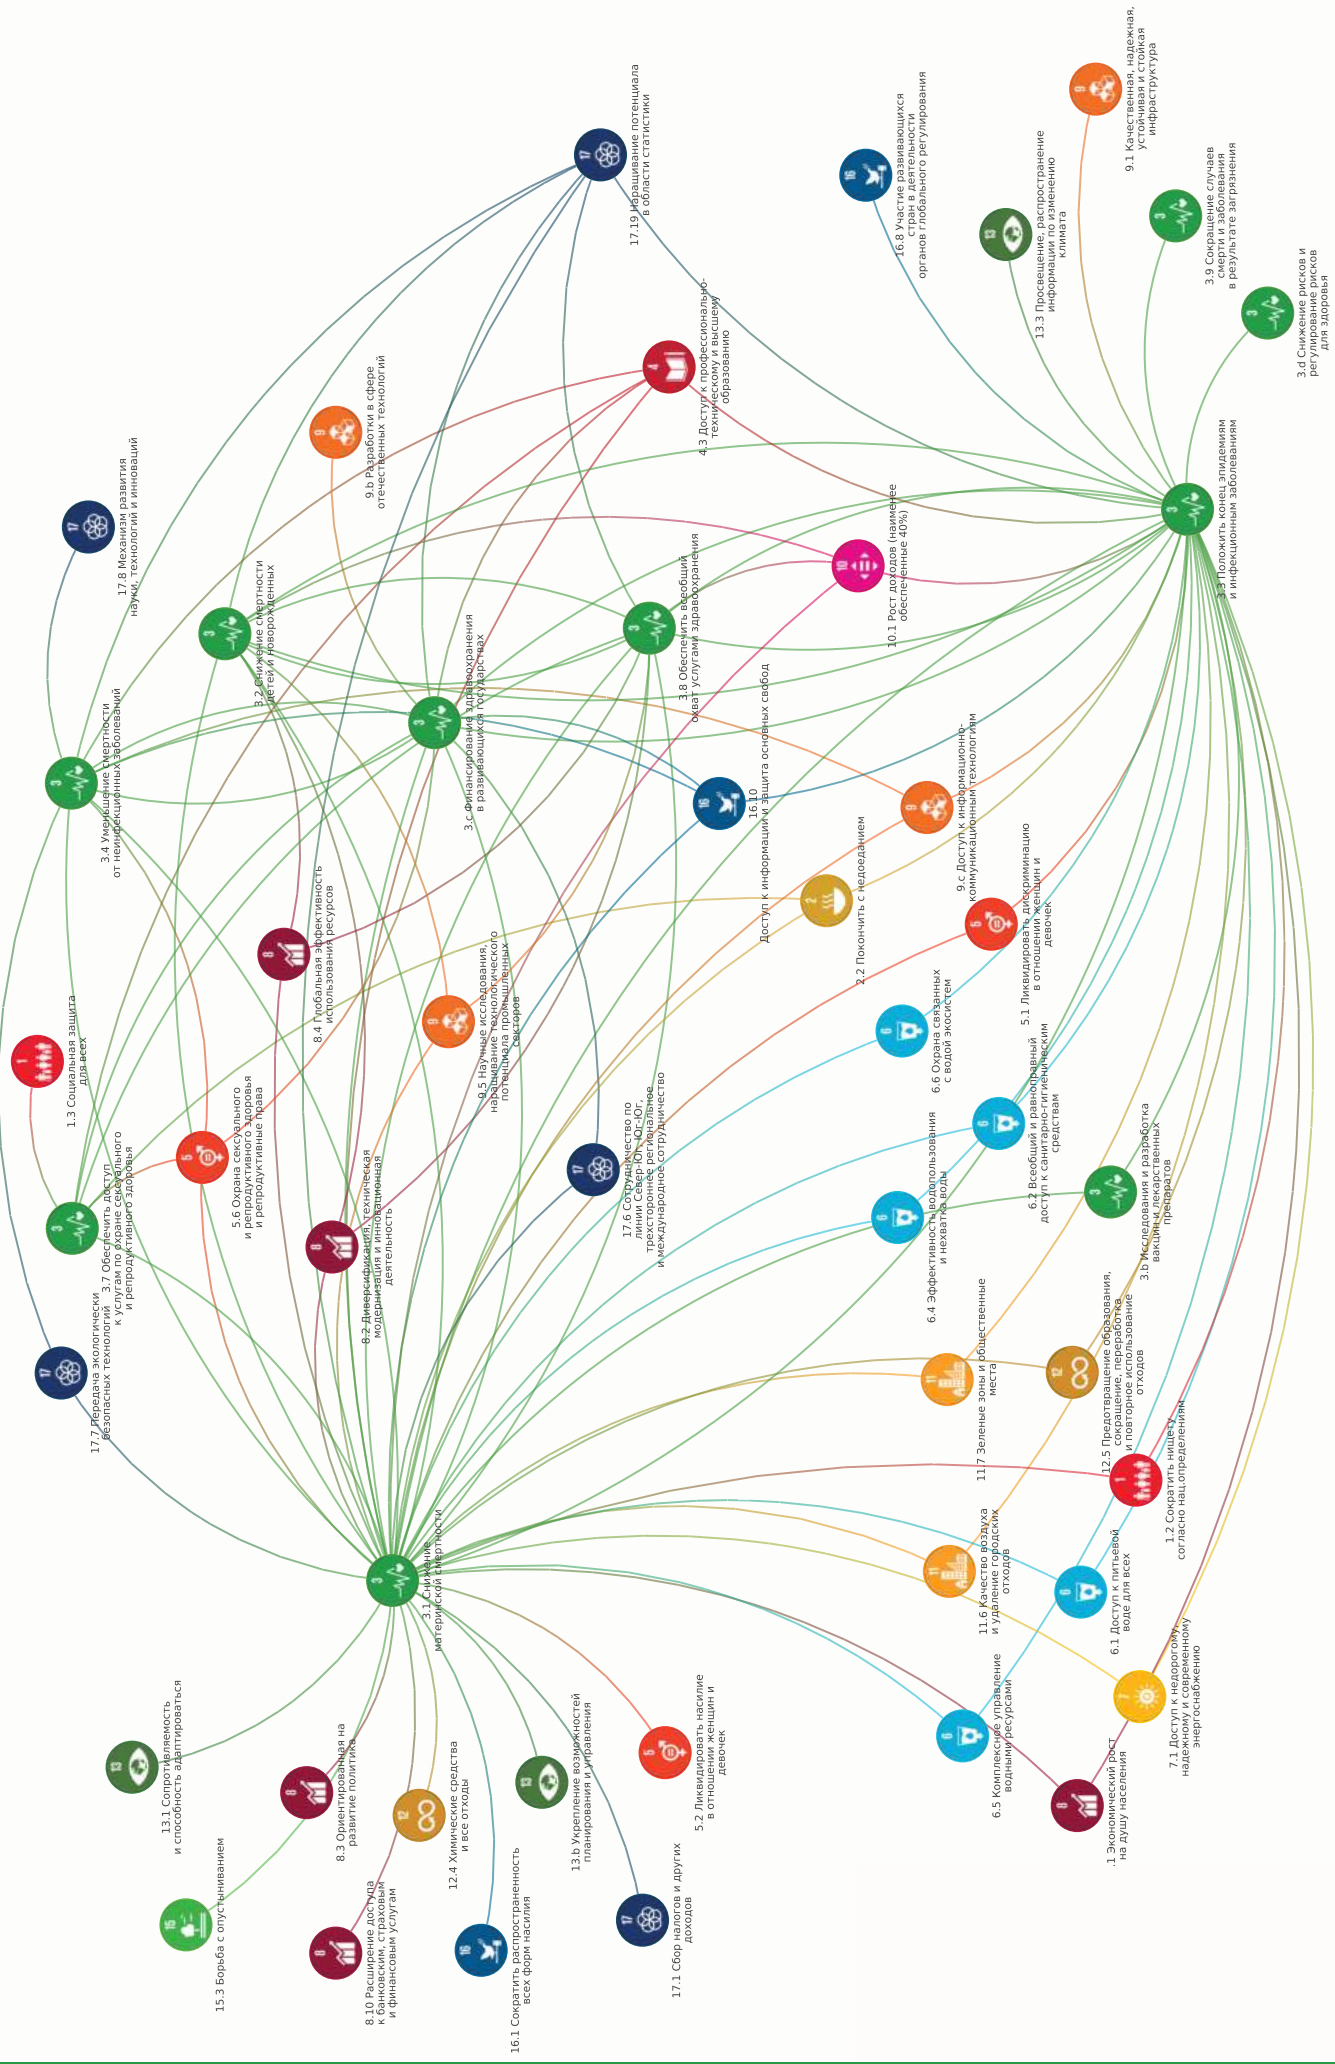 17.8 Механизм развития
науки, технологий и инноваций
3.4 Уменьшение смертности
от неинфекционных заболеваний
1.3 Социальная защита
для всех
3.7 Обеспечить доступ
к услугам по охране сексуального
и репродуктивного здоровья
17.7 Передача экологически
безопасных технологий
3.2 Снижение смертности
детей и новорожденных
5.6 Охрана сексуального
и репродуктивного здоровья
и репродуктивные права
13.1 Сопротивляемость
и способность адаптироваться
15.3 Борьба с опустыниванием
9.b Разработки в сфере
отечественных технологий
8.4 Глобальная эффективность
использования ресурсов
8.2 Диверсификация, техническая
модернизация и инновационная
деятельность
8.3 Ориентированная на
развитие политика
8.10 Расширение доступа
к банковским, страховым
и финансовым услугам
3.c Финансирование здравоохранения
в развивающихся государствах
9.5 Научные исследования,
наращивание технологического
потенциала промышленных
секторов
3.1 Снижение
материнской смертности
12.4 Химические средства
и все отходы
16.1 Сократить распространенность
всех форм насилия
17.19 Наращивание потенциала
в области статистики
17.6 Сотрудничество по
линии Север-Юг, Юг-Юг,
трехстороннее региональное
и международное сотрудничество
13.b Укрепление возможностей
планирования и управления
4.3 Доступ к профессионально-
техническому и высшему
образованию
3.8 Обеспечить всеобщий
охват услугами здравоохранения
16.10
Доступ к информации и защита основных свобод
5.2 Ликвидировать насилие
в отношении женщин и
девочек
17.1 Сбор налогов и других
доходов
16.8 Участие развивающихся
стран в деятельности
органов глобального регулирования
10.1 Рост доходов (наименее
обеспеченные 40%)
2.2 Покончить с недоеданием
9.c Доступ к информационно-
коммуникационным технологиям
6.6 Охрана связанных
с водой экосистем
6.4 Эффективность водопользования
и нехватка воды
13.3 Просвещение, распространение
информации по изменению
климата
5.1 Ликвидировать дискриминацию
в отношении женщин и
девочек
6.2 Всеобщий и равноправный
доступ к санитарно-гигиеническим
средствам
11.7 Зеленые зоны и общественные
места
11.6 Качество воздуха
и удаление городских
отходов
6.5 Комплексное управление
водными ресурсами
9.1 Качественная, надежная,
устойчивая и стойкая
инфраструктура
3.b Исследования и разработка
вакцин и лекарственных
препаратов
12.5 Предотвращение образования,
сокращение, переработка
и повторное использование
отходов
6.1 Доступ к питьевой
воде для всех
.1 Экономический рост
на душу населения
3.9 Сокращение случаев
смерти и заболевания
в результате загрязнения
3.3 Положить конец эпидемиям
и инфекционным заболеваниям
1.2 Сократить нищету
согласно нац.определениям
7.1 Доступ к недорогому,
надежному и современному
энергоснабжению
3.d Снижение рисков и
регулирование рисков
для здоровья